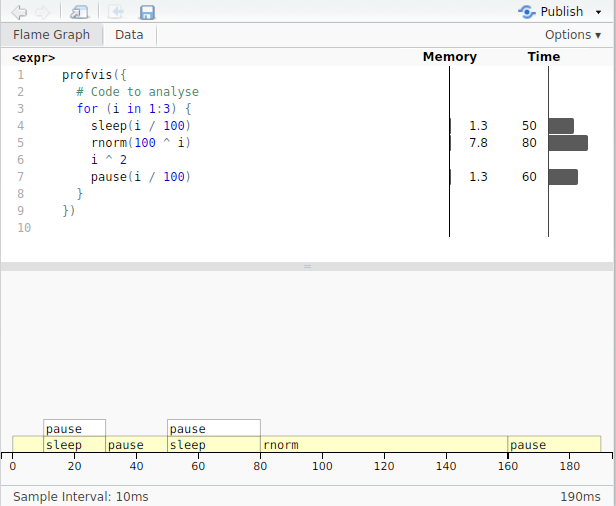 Publish
Flame Graph Data Options ▾
<expr> Memory Time
1 profvis({
2 # Code to analyse
3 for (i in 1:3) {
4 sleep(i / 100) 1.3 50
5 rnorm(100 ^ i) 7.8 80
6 i ^ 2
7 pause(i / 100) 1.3 60
8 }
9 })
10
pause pause
sleep pause sleep rnorm pause
0 20 40 60 80 100 120 140 160 180
Sample Interval: 10ms 190ms